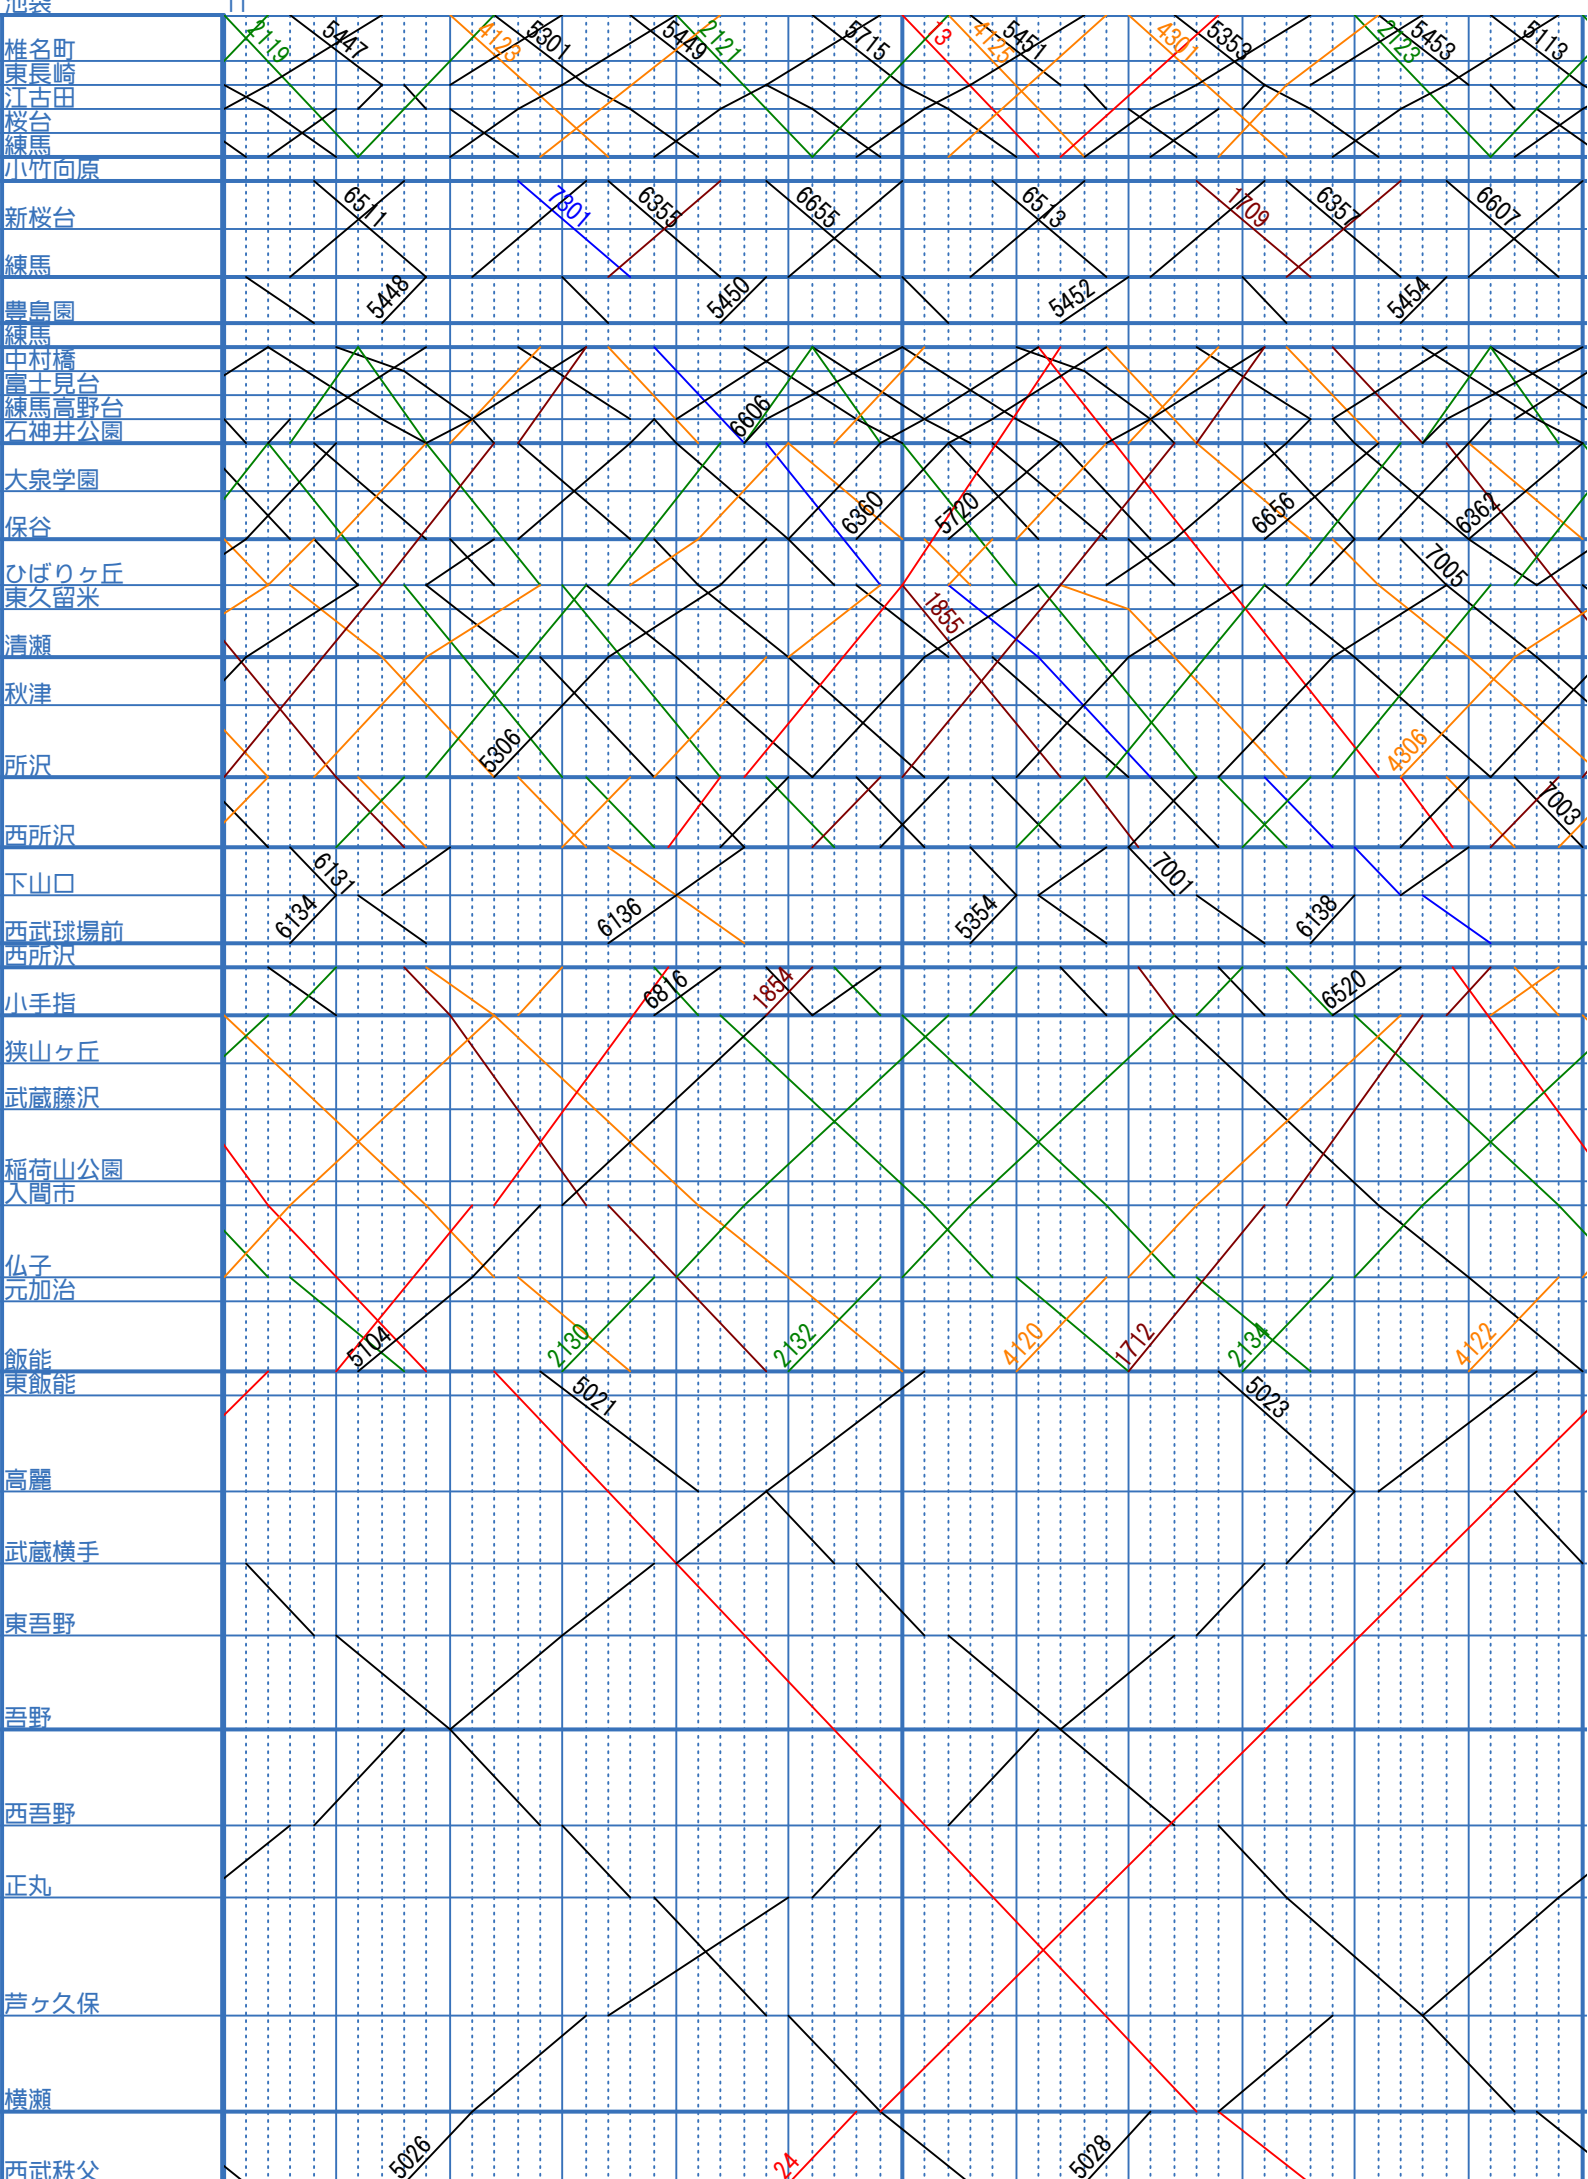 池袋 11
2119 5447 4123 5301 5449 2121 5715 13 4125 5451 4301 5353 2123 5453 5113
椎名町
東長崎
江古田
桜台
練馬
小竹向原
6511 7301 6355 6655 6513 1709 6357 6607
新桜台
練馬
5448 5450 5452 5454
豊島園
練馬
中村橋
富士見台
練馬高野台
6606
石神井公園
大泉学園
6360 5720 6656 6362
保谷
7005
ひばりヶ丘
東久留米
1855
清瀬
秋津
5306 4306
所沢
7003
西所沢
6131 7001
下山口
6134 6136 5354 6138
西武球場前
西所沢
6816 1854 6520
小手指
狭山ヶ丘
武蔵藤沢
稲荷山公園
入間市
仏子
元加治
5104 2130 2132 4120 1712 2134 4122
飯能
東飯能
5021 5023
高麗
武蔵横手
東吾野
吾野
西吾野
正丸
芦ヶ久保
横瀬
5026 24 5028
西武秩父